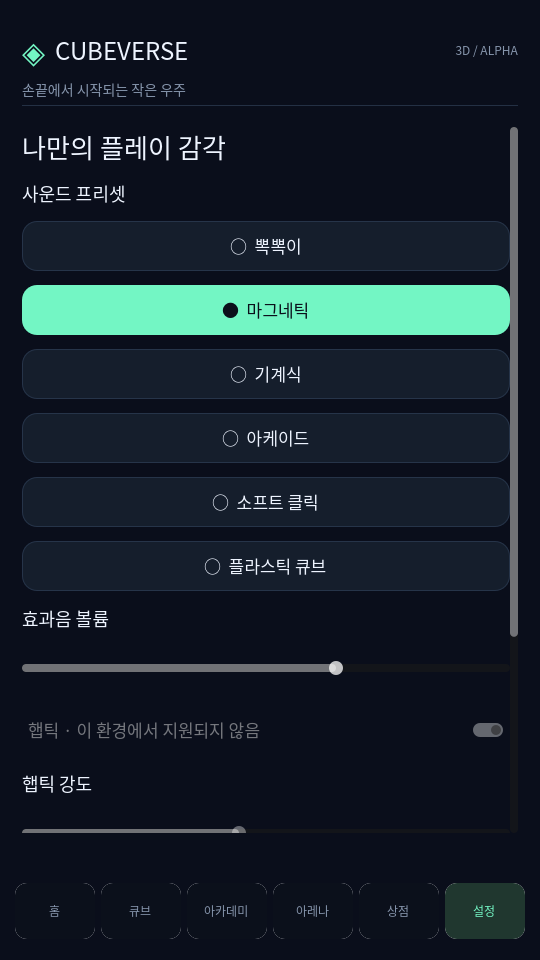 ◈ CUBEVERSE
3D / ALPHA
손끝에서 시작되는 작은 우주
나만의 플레이 감각
사운드 프리셋
○ 뽁뽁이
● 마그네틱
○ 기계식
○ 아케이드
○ 소프트 클릭
○ 플라스틱 큐브
효과음 볼륨
햅틱 · 이 환경에서 지원되지 않음
햅틱 강도
홈
큐브
아카데미
아레나
상점
설정